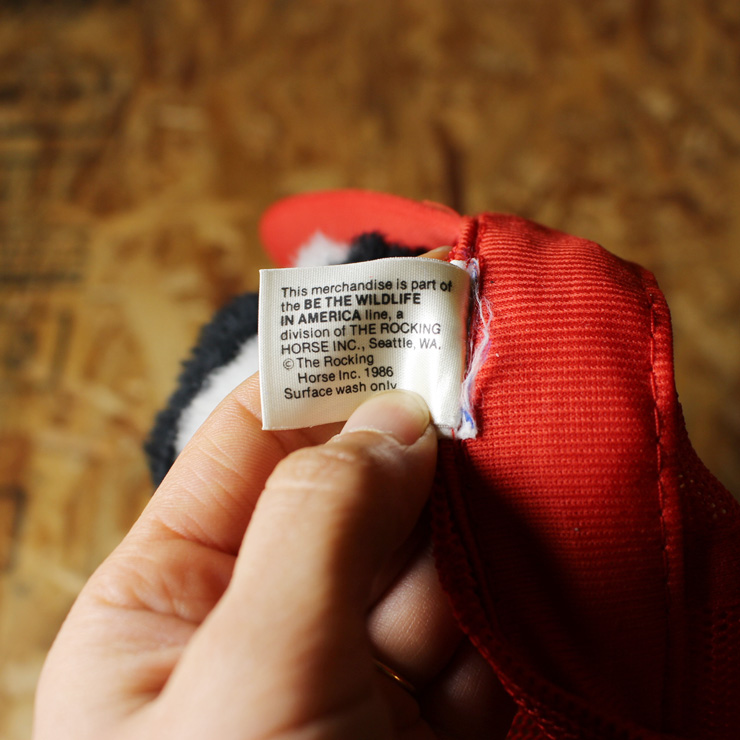 This merchandise is part of
the BE THE WILDLIFE
IN AMERICA line, a
division of THE ROCKING
HORSE INC., Seattle, WA.
© The Rocking
Horse Inc. 1986
Surface wash only